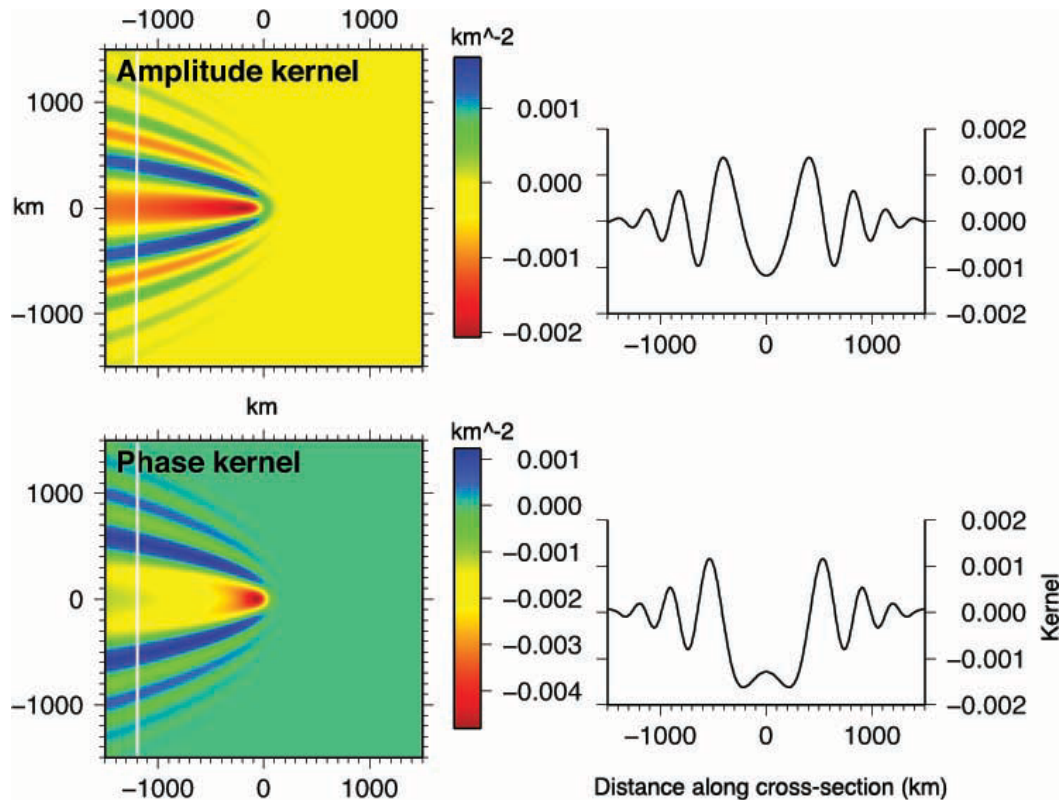 −1000 0 1000
km^-2
Amplitude kernel
1000
km 0
−1000
0.001
0.000
−0.001
−0.002
0.002
0.001
0.000
−0.001
−0.002
−1000 0 1000
−1000 0 1000
km
km^-2
Phase kernel
1000
0
−1000
0.001
0.000
−0.001
−0.002
−0.003
−0.004
0.002
0.001
0.000
−0.001
−0.002
Kernel
−1000 0 1000
−1000 0 1000
Distance along cross-section (km)